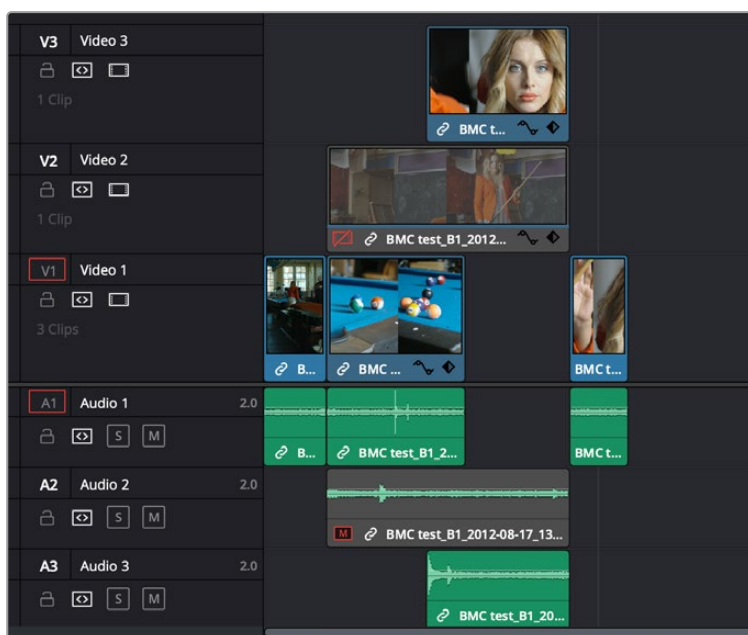 V3 Video 3
1 Clip
BMC t...
V2 Video 2
1 Clip
BMC test_B1_2012...
V1 Video 1
3 Clips
B...
BMC ...
BMC t...
A1 Audio 1 2.0
S M
B...
BMC test_B1_2...
BMC t...
A2 Audio 2 2.0
S M
M BMC test_B1_2012-08-17_13...
A3 Audio 3 2.0
S M
BMC test_B1_20...